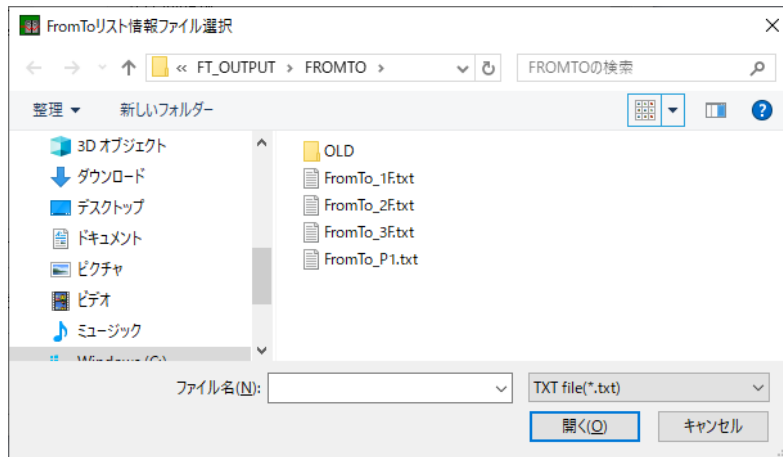 FromToリスト情報ファイル選択
« FT_OUTPUT › FROMTO ›
FROMTOの検索
整理
新しいフォルダー
3D オブジェクト
ダウンロード
デスクトップ
ドキュメント
ピクチャ
ビデオ
ミュージック
Windows (C:)
OLD
FromTo_1F.txt
FromTo_2F.txt
FromTo_3F.txt
FromTo_P1.txt
ファイル名(N):
TXT file(*.txt)
開く(O)
キャンセル